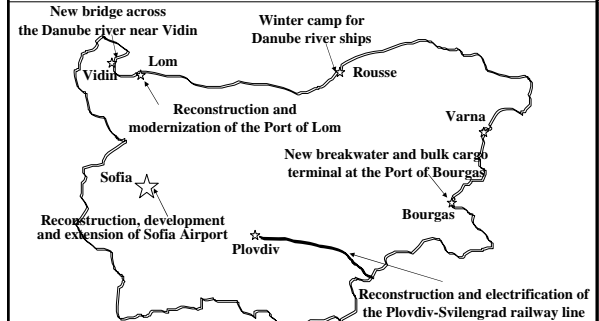 New bridge across
the Danube river near Vidin
Winter camp for
Danube river ships
Vidin
Lom
Rousse
Reconstruction and
modernization of the Port of Lom
Varna
New breakwater and bulk cargo
terminal at the Port of Bourgas
Sofia
Bourgas
Reconstruction, development
and extension of Sofia Airport
Plovdiv
Reconstruction and electrification of
the Plovdiv-Svilengrad railway line